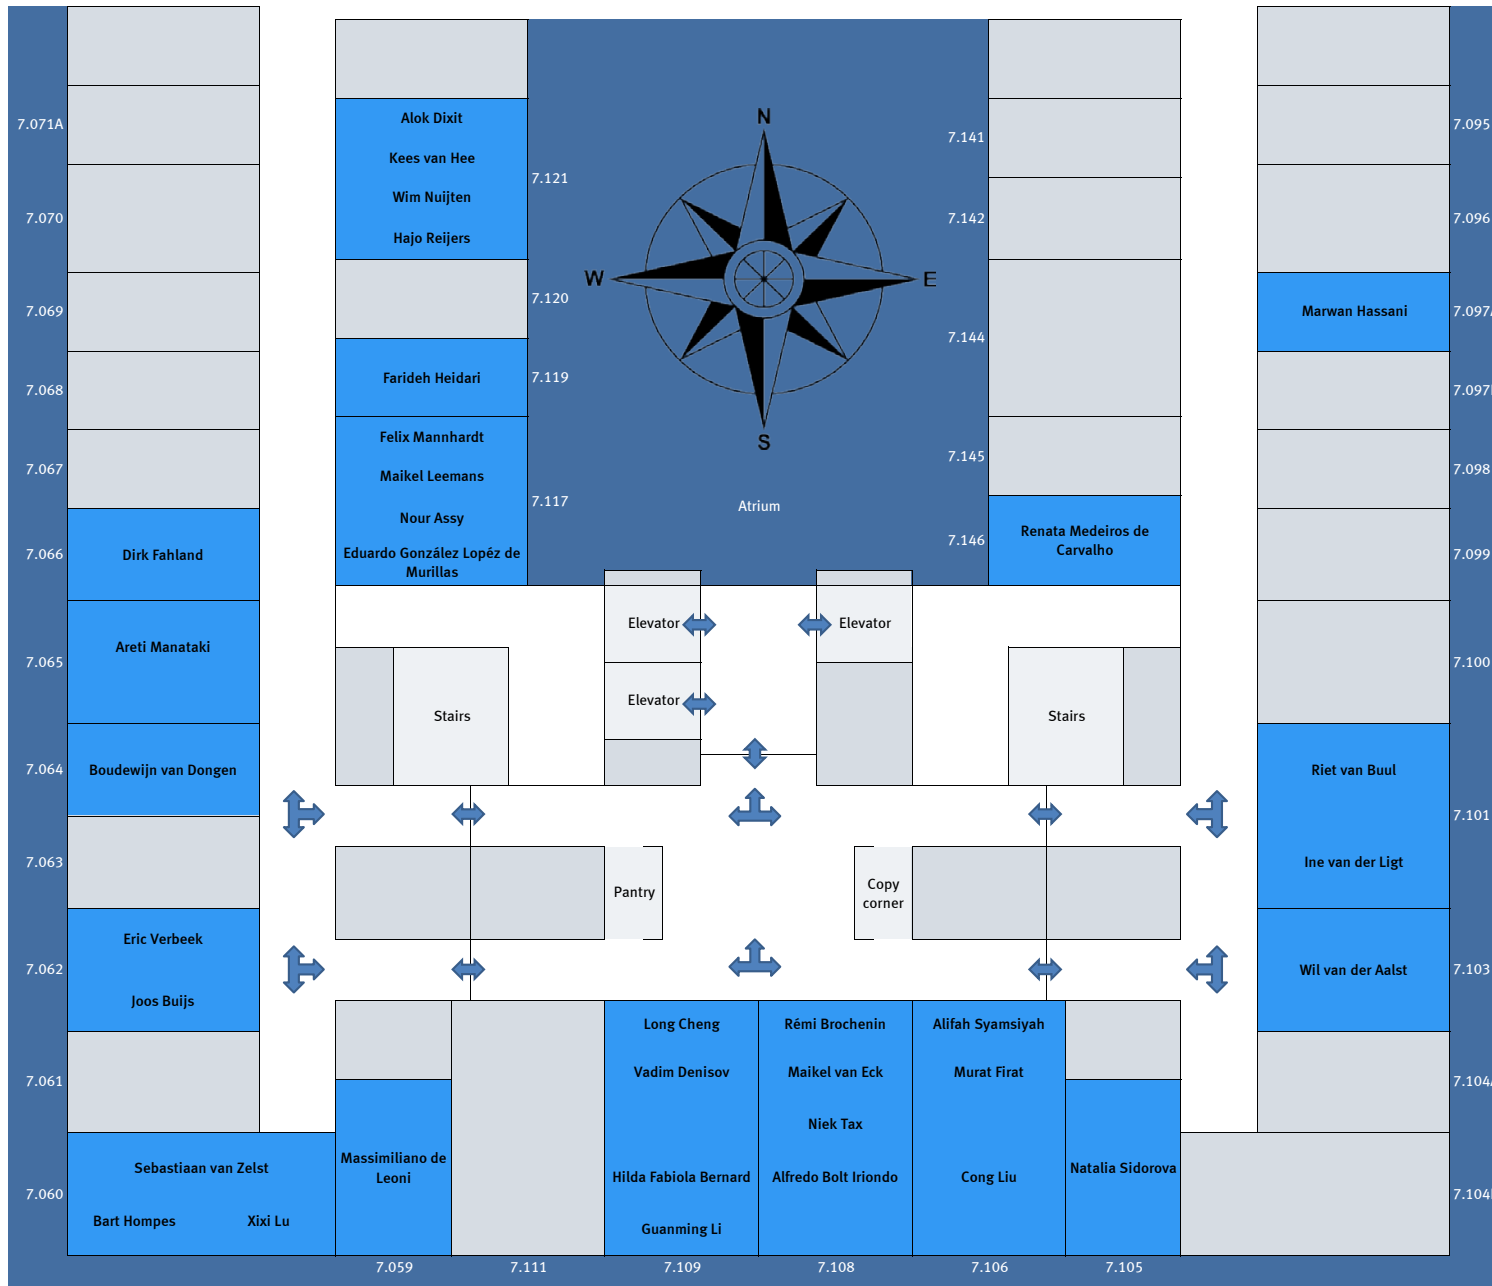 N
Alok Dixit
7.071A
7.141
7.095
Kees van Hee
7.121
Wim Nuijten
7.070
7.142
7.096
Hajo Reijers
W
E
7.120
7.069
Marwan Hassani
7.097
7.144
Farideh Heidari
7.119
7.068
7.097
Felix Mannhardt
S
7.145
7.067
7.098
Maikel Leemans
7.117
Atrium
Nour Assy
Renata Medeiros de
Carvalho
7.146
7.066
Dirk Fahland
Eduardo González Lopéz de
Murillas
7.099
Elevator
Elevator
Areti Manataki
7.065
7.100
Elevator
Stairs
Stairs
7.064
Boudewijn van Dongen
Riet van Buul
7.101
7.063
Ine van der Ligt
Pantry
Copy
corner
Eric Verbeek
7.062
Wil van der Aalst
7.103
Joos Buijs
Long Cheng
Rémi Brochenin
Alifah Syamsiyah
7.061
Vadim Denisov
Maikel van Eck
Murat Firat
7.104
Niek Tax
Sebastiaan van Zelst
Massimiliano de
Leoni
Hilda Fabiola Bernard
Alfredo Bolt Iriondo
Cong Liu
Natalia Sidorova
7.060
7.104
Bart Hompes
Xixi Lu
Guanming Li
7.059
7.111
7.109
7.108
7.106
7.105